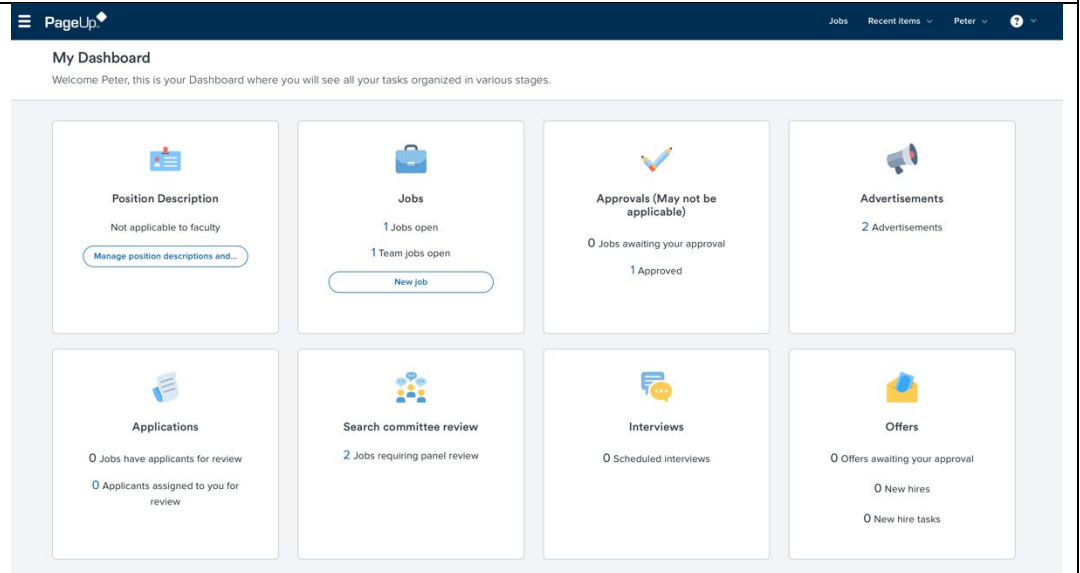 PageUp.
Jobs
Recent items
Peter
?
My Dashboard
Welcome Peter, this is your Dashboard where you will see all your tasks organized in various stages.
Position Description
Not applicable to faculty
Manage position descriptions and...
Jobs
1 Jobs open
1 Team jobs open
New job
Approvals (May not be
applicable)
0 Jobs awaiting your approval
1 Approved
Advertisements
2 Advertisements
Applications
0 Jobs have applicants for review
0 Applicants assigned to you for
review
Search committee review
2 Jobs requiring panel review
Interviews
0 Scheduled interviews
Offers
0 Offers awaiting your approval
0 New hires
0 New hire tasks